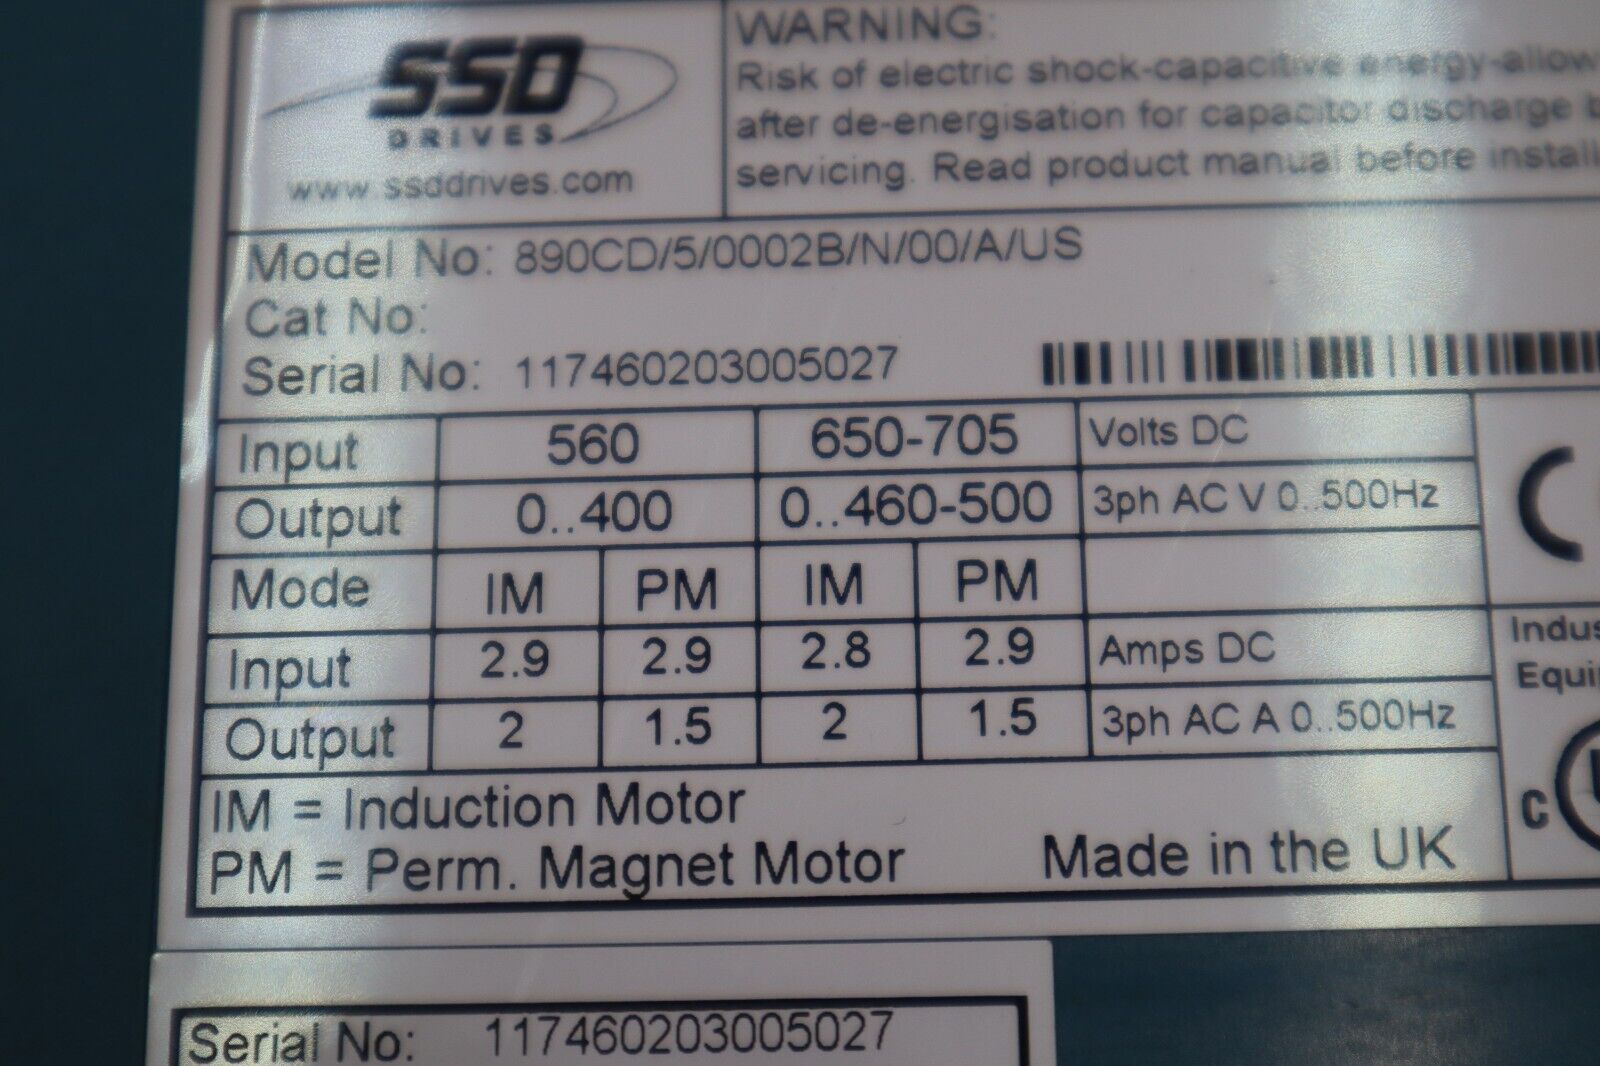 SSD
DRIVES
www.ssddrives.com
WARNING:
Risk of electric shock-capacitive energy-allow
after de-energisation for capacitor discharge
servicing. Read product manual before
Model No: 890CD/5/0002B/N/00/A/US
Cat No:
Serial No: 117460203005027
Input 560 650-705 Volts DC
Output 0..400 0..460-500 3ph AC V 0..500Hz
Mode IM PM IM PM
Input 2.9 2.9 2.8 2.9 Amps DC
Output 2 1.5 2 1.5 3ph AC A 0..500Hz
IM = Induction Motor
PM = Perm. Magnet Motor
Made in the UK
C
Serial No: 117460203005027